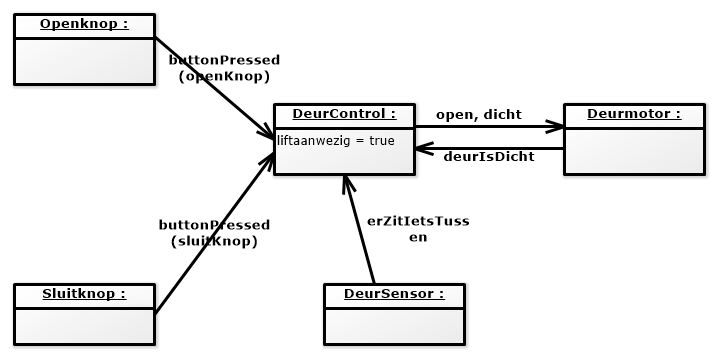 Openknop :
buttonPressed
(openKnop)
DeurControl :
liftaanwezig = true
open, dicht
deurIsDicht
Deurmotor :
buttonPressed
(sluitKnop)
erZitIetsTuss
en
Sluitknop :
DeurSensor :